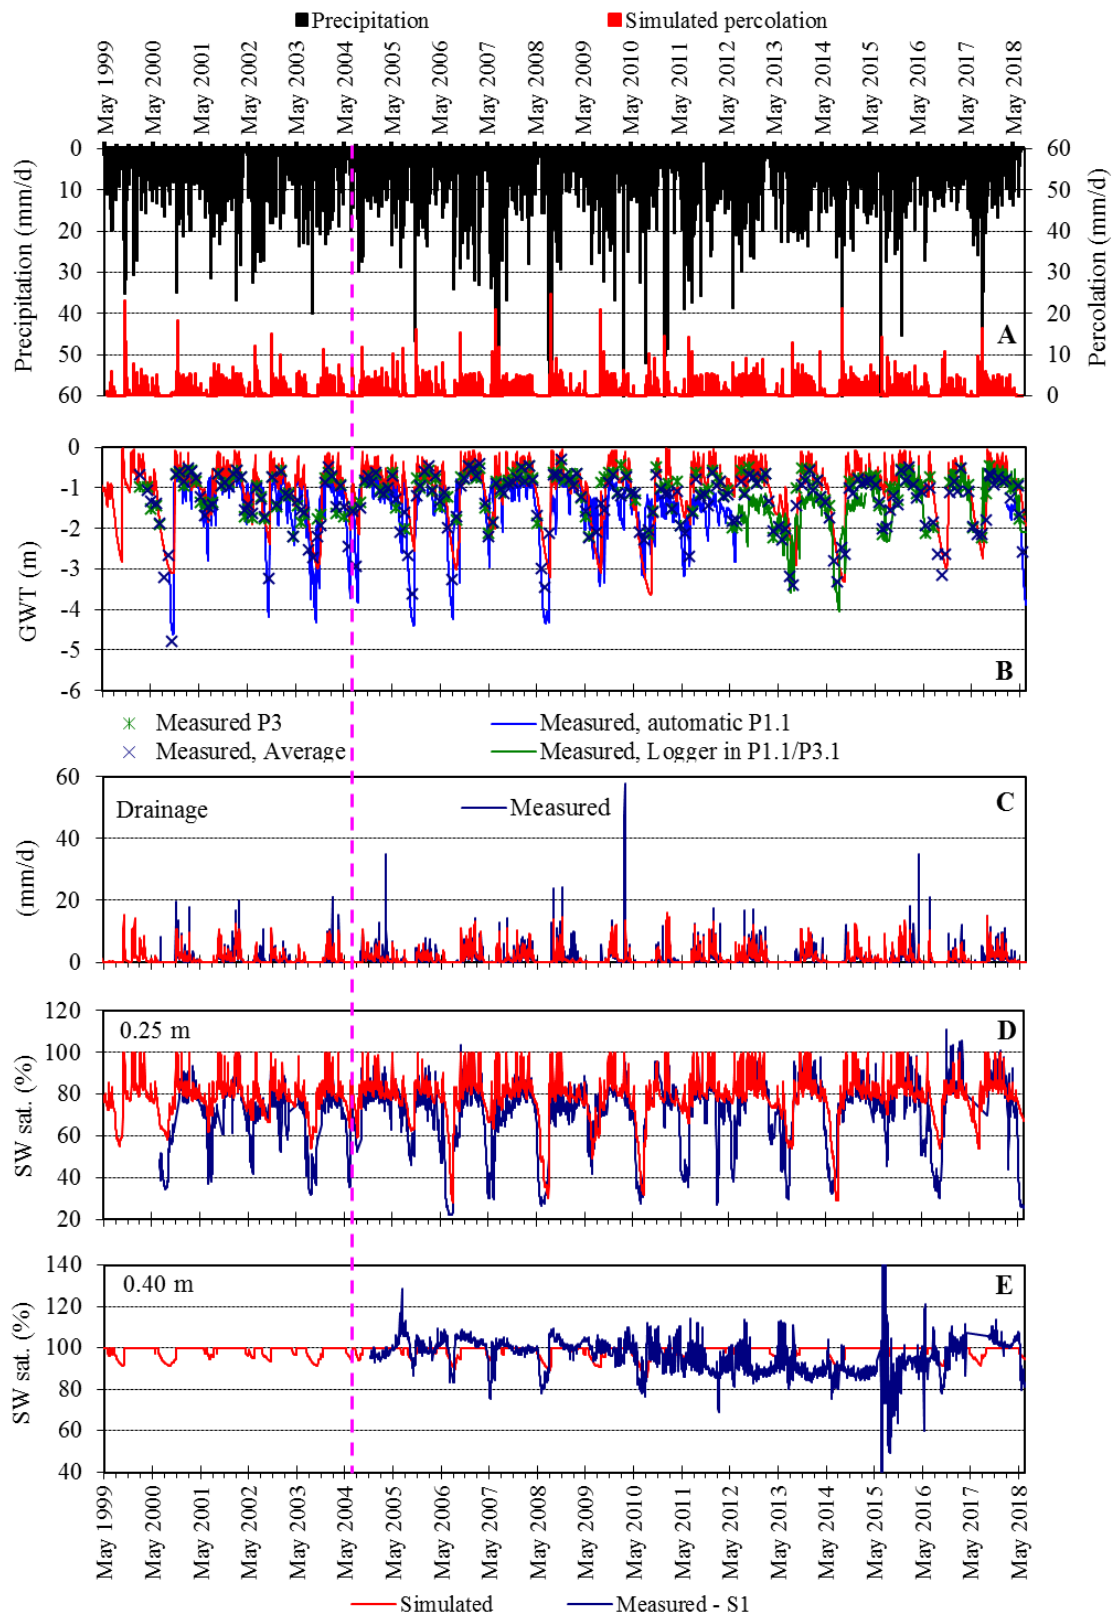 Precipitation
Simulated percolation
May 1999
May 2000
May 2001
May 2002
May 2003
May 2004
May 2005
May 2006
May 2007
May 2008
May 2009
May 2010
May 2011
May 2012
May 2013
May 2014
May 2015
May 2016
May 2017
May 2018
Precipitation (mm/d)
0
10
20
30
40
50
60
60
50
40
30
20
10
0
Percolation (mm/d)
A
GWT (m)
0
-1
-2
-3
-4
-5
-6
B
Measured P3
Measured, automatic P1.1
Measured, Average
Measured, Logger in P1.1/P3.1
(mm/d)
60
40
20
0
Drainage
Measured
C
SW sat. (%)
120
100
80
60
40
20
0.25 m
D
SW sat. (%)
140
120
100
80
60
40
0.40 m
E
May 1999
May 2000
May 2001
May 2002
May 2003
May 2004
May 2005
May 2006
May 2007
May 2008
May 2009
May 2010
May 2011
May 2012
May 2013
May 2014
May 2015
May 2016
May 2017
May 2018
Simulated
Measured - S1